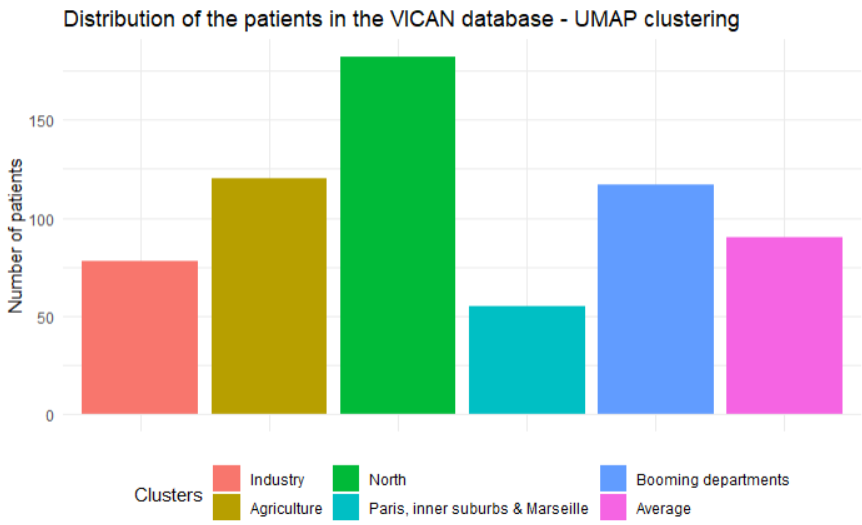 Distribution of the patients in the VICAN database - UMAP clustering
Number of patients
150
100
50
0
Clusters
Industry
North
Booming departments
Agriculture
Paris, inner suburbs & Marseille
Average